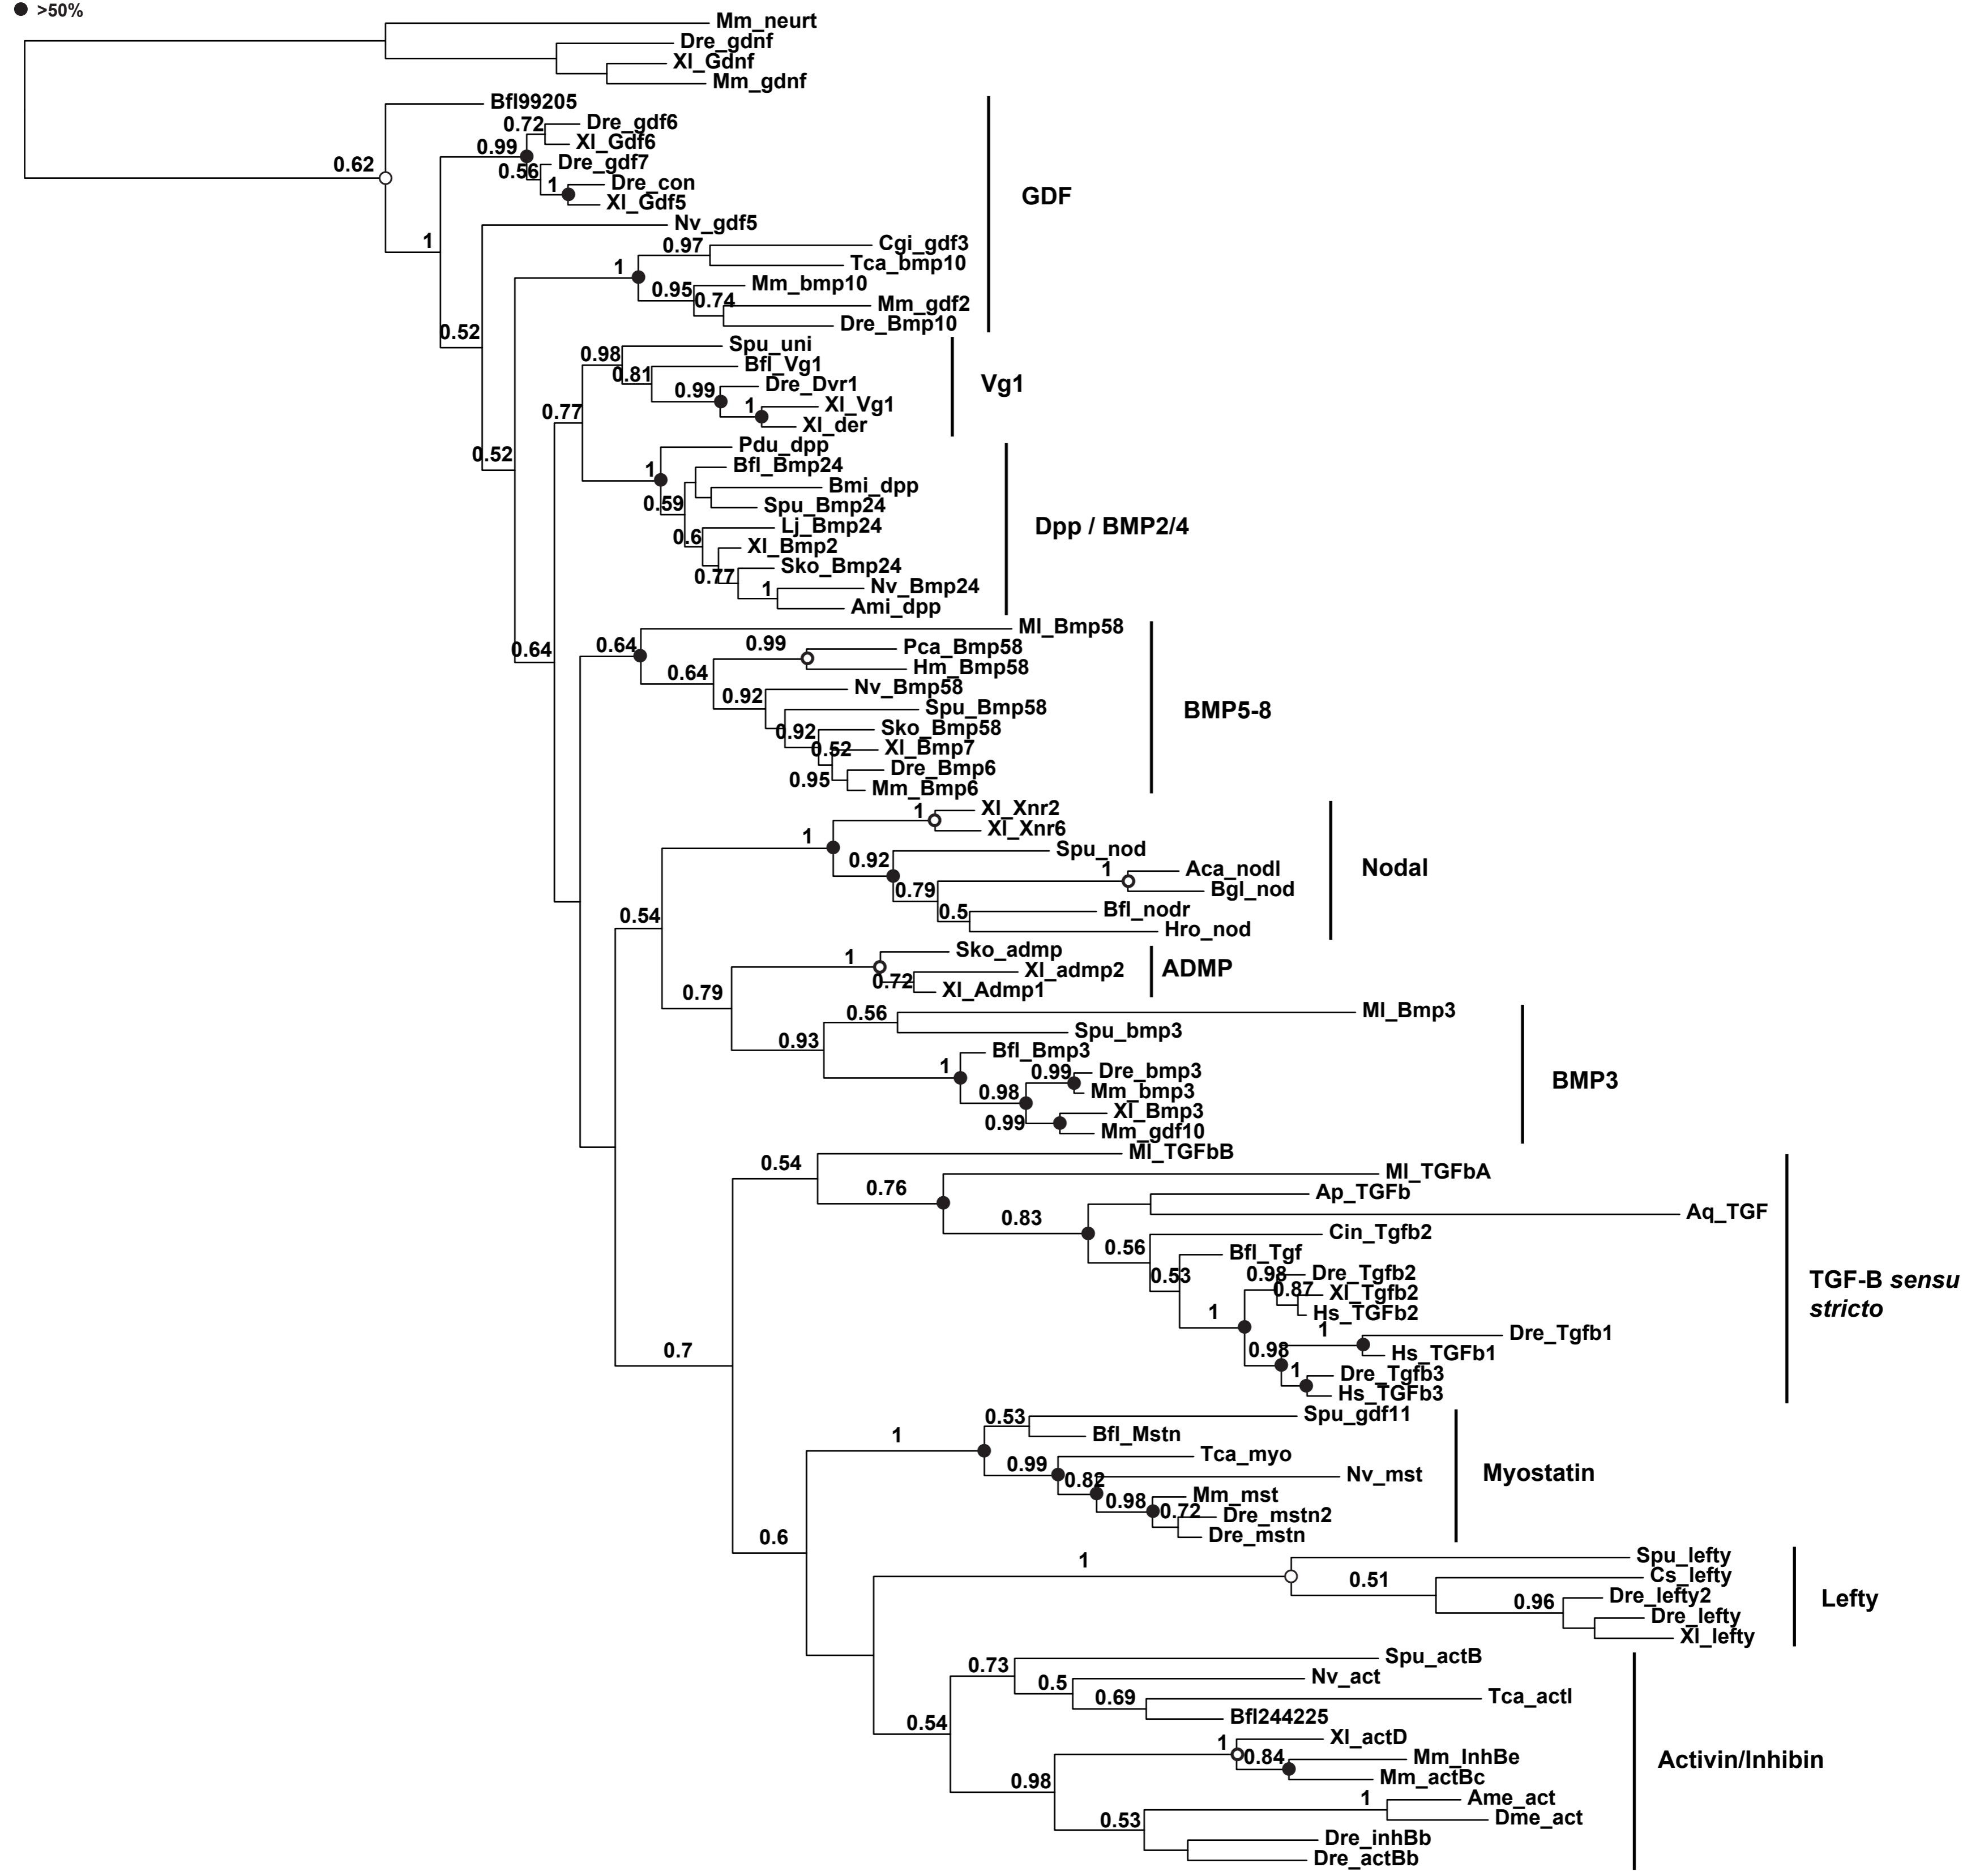 >50%
Mm_neurt
Dre_gdnf
Xl_Gdnf
Mm_gdnf
Bfl99205
0.72
Dre_gdf6
Xl_Gdf6
0.99
0.62
0.56
Dre_gdf7
1
Dre_con
Xl_Gdf5
GDF
Nv_gdf5
1
0.97
Cgi_gdf3
Tca_bmp10
1
Mm_bmp10
0.95
0.74
Mm_gdf2
Dre_Bmp10
0.52
Spu_uni
0.98
Bfl_Vg1
0.81
Dre_Dvr1
0.99
Vg1
1
Xl_Vg1
0.77
Xl_der
Pdu_dpp
0.52
1
Bfl_Bmp24
Bmi_dpp
0.59
Spu_Bmp24
Lj_Bmp24
Dpp / BMP2/4
0.6
Xl_Bmp2
Sko_Bmp24
0.77
1
Nv_Bmp24
Ami_dpp
Ml_Bmp58
0.64
0.64
0.99
Pca_Bmp58
Hm_Bmp58
0.64
Nv_Bmp58
0.92
Spu_Bmp58
BMP5-8
0.92
Sko_Bmp58
0.52
Xl_Bmp7
Dre_Bmp6
0.95
Mm_Bmp6
1
Xl_Xnr2
Xl_Xnr6
1
Spu_nod
0.92
1
Aca_nodl
Nodal
0.79
Bgl_nod
0.5
Bfl_nodr
Hro_nod
0.54
Sko_admp
1
Xl_admp2
ADMP
0.72
Xl_Admp1
0.79
Ml_Bmp3
0.56
Spu_bmp3
0.93
Bfl_Bmp3
1
0.99
Dre_bmp3
Mm_bmp3
BMP3
0.98
Xl_Bmp3
0.99
Mm_gdf10
Ml_TGFbB
0.54
Ml_TGFbA
0.76
Ap_TGFb
Aq_TGF
0.83
Cin_Tgfb2
0.56
Bfl_Tgf
0.53
0.98
Dre_Tgfb2
0.87
Xl_Tgfb2
Hs_TGFb2
TGF-B sensu
stricto
1
1
Dre_Tgfb1
0.98
Hs_TGFb1
0.7
1
Dre_Tgfb3
Hs_TGFb3
0.53
Spu_gdf11
1
Bfl_Mstn
Tca_myo
0.99
Nv_mst
Myostatin
0.82
Mm_mst
0.98
0.72
Dre_mstn2
Dre_mstn
0.6
1
Spu_lefty
0.51
Cs_lefty
0.96
Dre_lefty2
Lefty
Dre_lefty
Xl_lefty
Spu_actB
0.73
Nv_act
0.5
0.69
Tca_actl
Bfl244225
0.54
Xl_actD
1
0.84
Mm_InhBe
Activin/Inhibin
Mm_actBc
0.98
1
Ame_act
Dme_act
0.53
Dre_inhBb
Dre_actBb